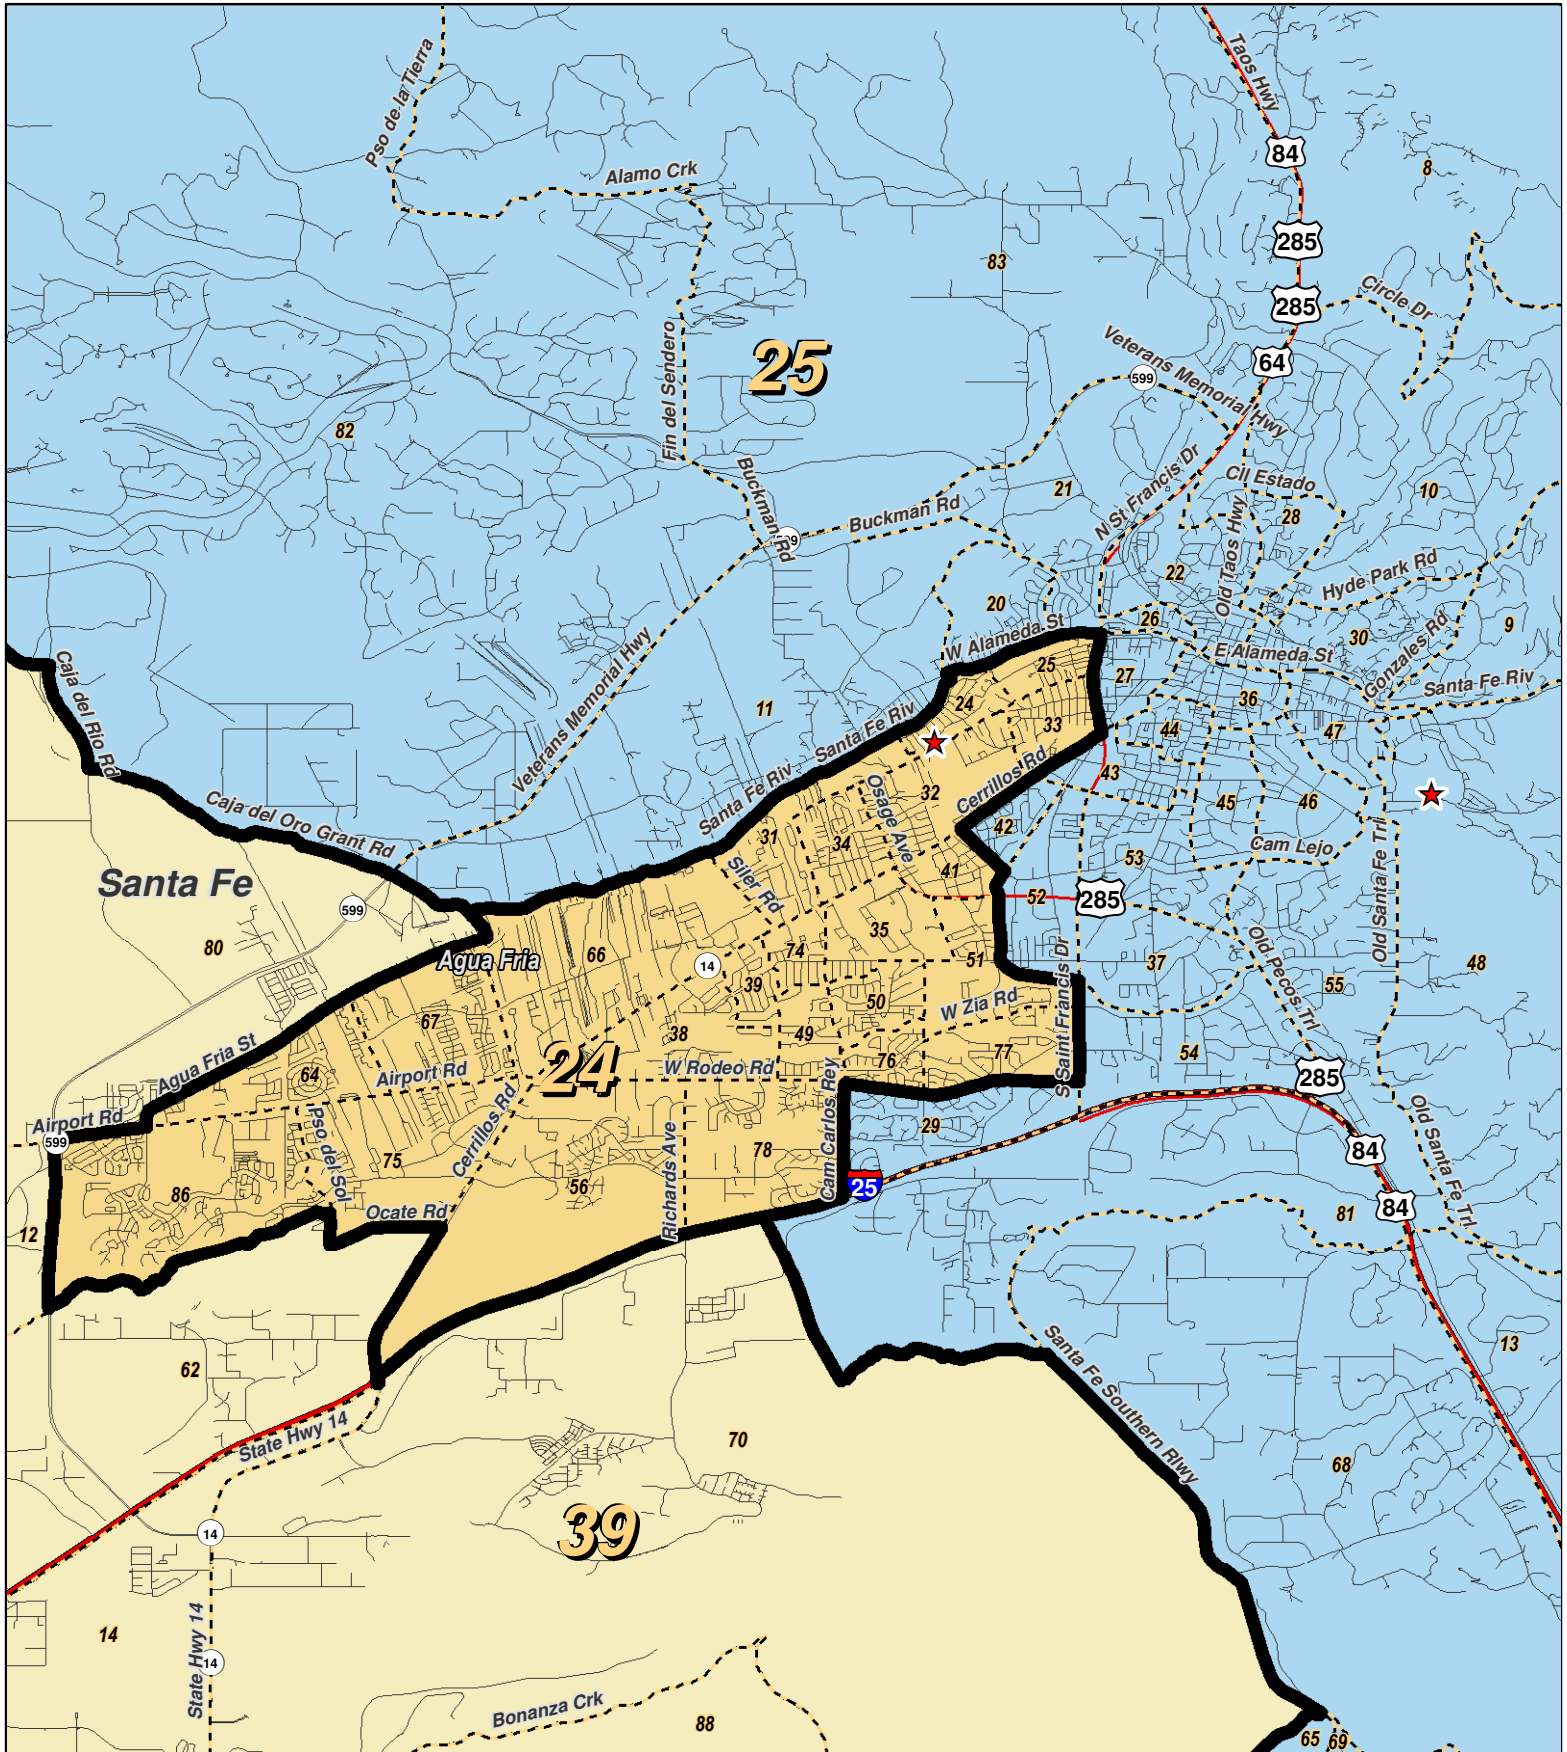 Taos Hwy
Pso de la Tierra
84
8
Alamo Crk
285
83
Circle Dr
285
25
Veterans Memorial Hwy
64
Fin del Sendero
599
82
Buckman Rd
N St Francis Dr
Cll Estado
21
10
Buckman Rd
28
Old Taos Hwy
22
Hyde Park Rd
20
26
W Alameda St
30
9
Gonzales Rd
E Alameda St
25
27
Santa Fe Riv
Caja del Rio Rd
Veterans Memorial Hwy
11
24
36
Santa Fe Riv
33
44
47
Cerrillos Rd
43
Santa Fe Riv
Osage Ave
32
45
46
Caja del Oro Grant Rd
31
34
42
Cam Lejo
53
Siler Rd
41
Santa Fe
599
52
285
Old Santa Fe Trl
35
80
Agua Fria
66
74
51
14
37
Old Pecos Trl
48
39
55
50
W Zia Rd
67
38
49
S Saint Francis Dr
54
76
77
Agua Fria St
64
Airport Rd
24
W Rodeo Rd
285
Airport Rd
599
Cerrillos Rd
Cam Carlos Rey
29
Old Santa Fe Trl
Pso del Sol
75
Richards Ave
78
84
56
25
86
84
Ocate Rd
81
12
62
Santa Fe Southern Rlwy
13
State Hwy 14
70
68
39
14
14
State Hwy 14
14
Bonanza Crk
88
65
69